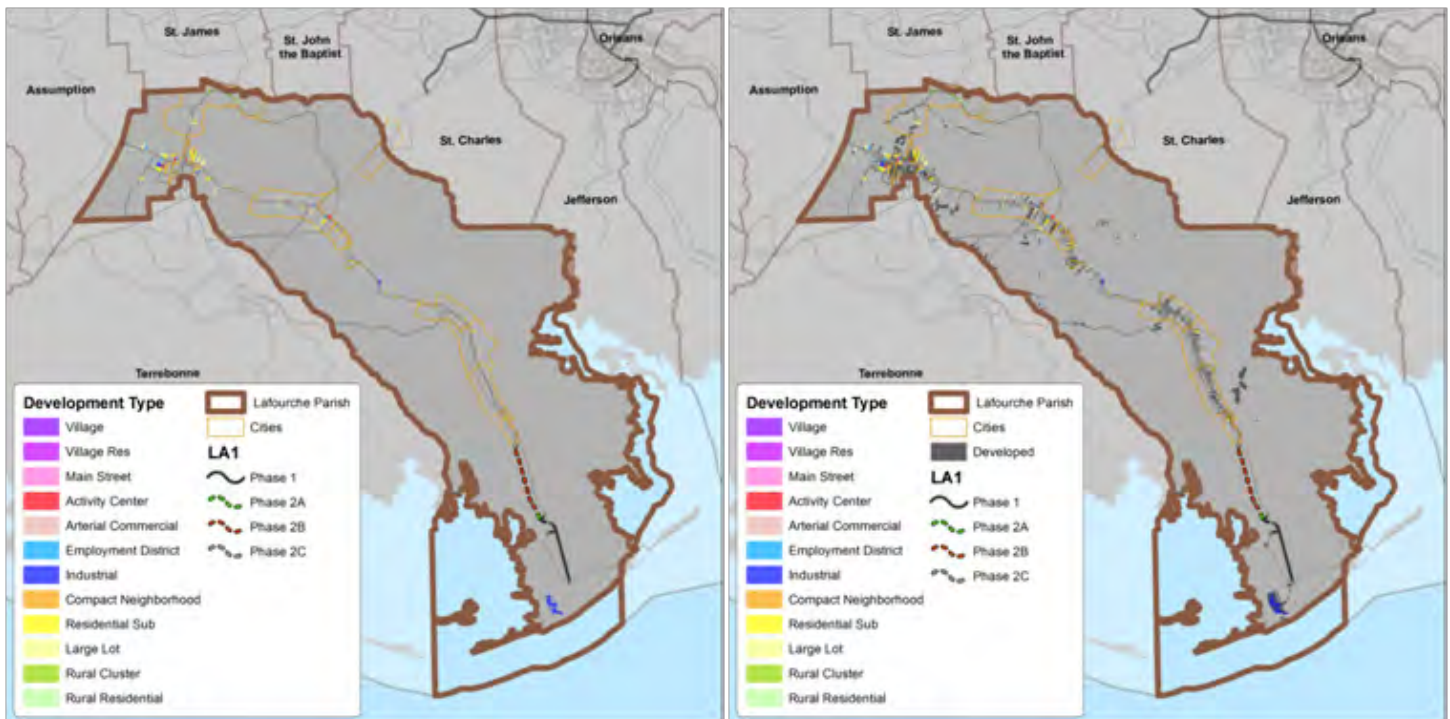 St. James
St. John
the Baptist
Orleans
Assumption
St. Charles
Jefferson
Terrebonne
Development Type
Village
Village Res
Main Street
Activity Center
Arterial Commercial
Employment District
Industrial
Compact Neighborhood
Residential Sub
Large Lot
Rural Cluster
Rural Residential
Lafourche Parish
Cities
LA1
Phase 1
Phase 2A
Phase 2B
Phase 2C
St. James
St. John
the Baptist
Orleans
Assumption
St. Charles
Jefferson
Terrebonne
Development Type
Village
Village Res
Main Street
Activity Center
Arterial Commercial
Employment District
Industrial
Compact Neighborhood
Residential Sub
Large Lot
Rural Cluster
Rural Residential
Lafourche Parish
Cities
Developed
LA1
Phase 1
Phase 2A
Phase 2B
Phase 2C